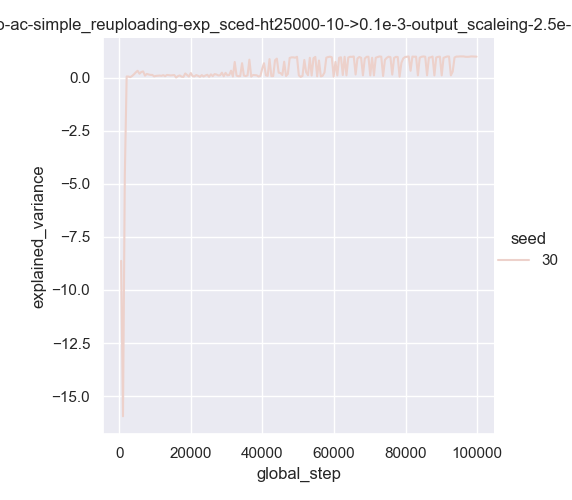 o-ac-simple_reuploading-exp_sced-ht25000-10->0.1e-3-output_scaleing-2.5e-
0.0
−2.5
−5.0
−7.5
−10.0
−12.5
−15.0
explained_variance
0 20000 40000 60000 80000 100000
global_step
seed
30